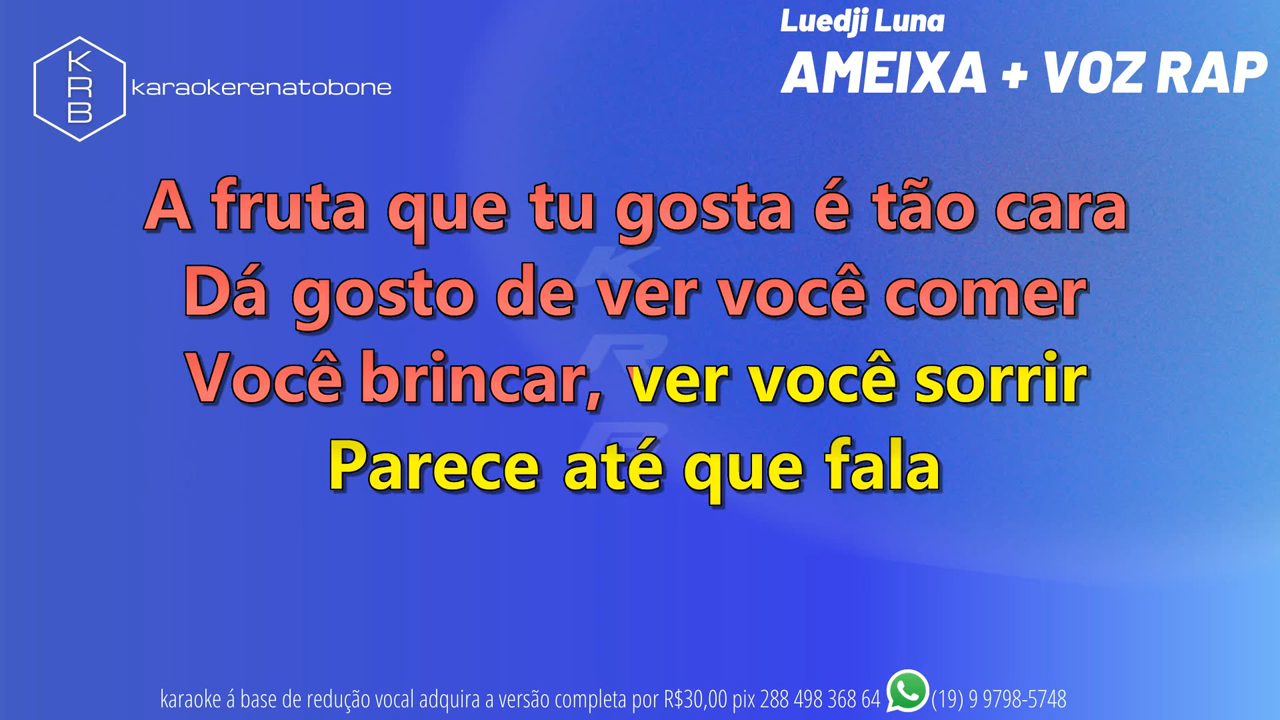 Luedji Luna
AMEIXA + VOZ RAP
K
R
B
karaokerenatobone
A fruta que tu gosta é tão cara
Dá gosto de ver você comer
Você brincar, ver você sorrir
Parece até que fala
karaoke á base de redução vocal adquira a versão completa por R$30,00 pix 288 498 368 64 (19) 9 9798-5748